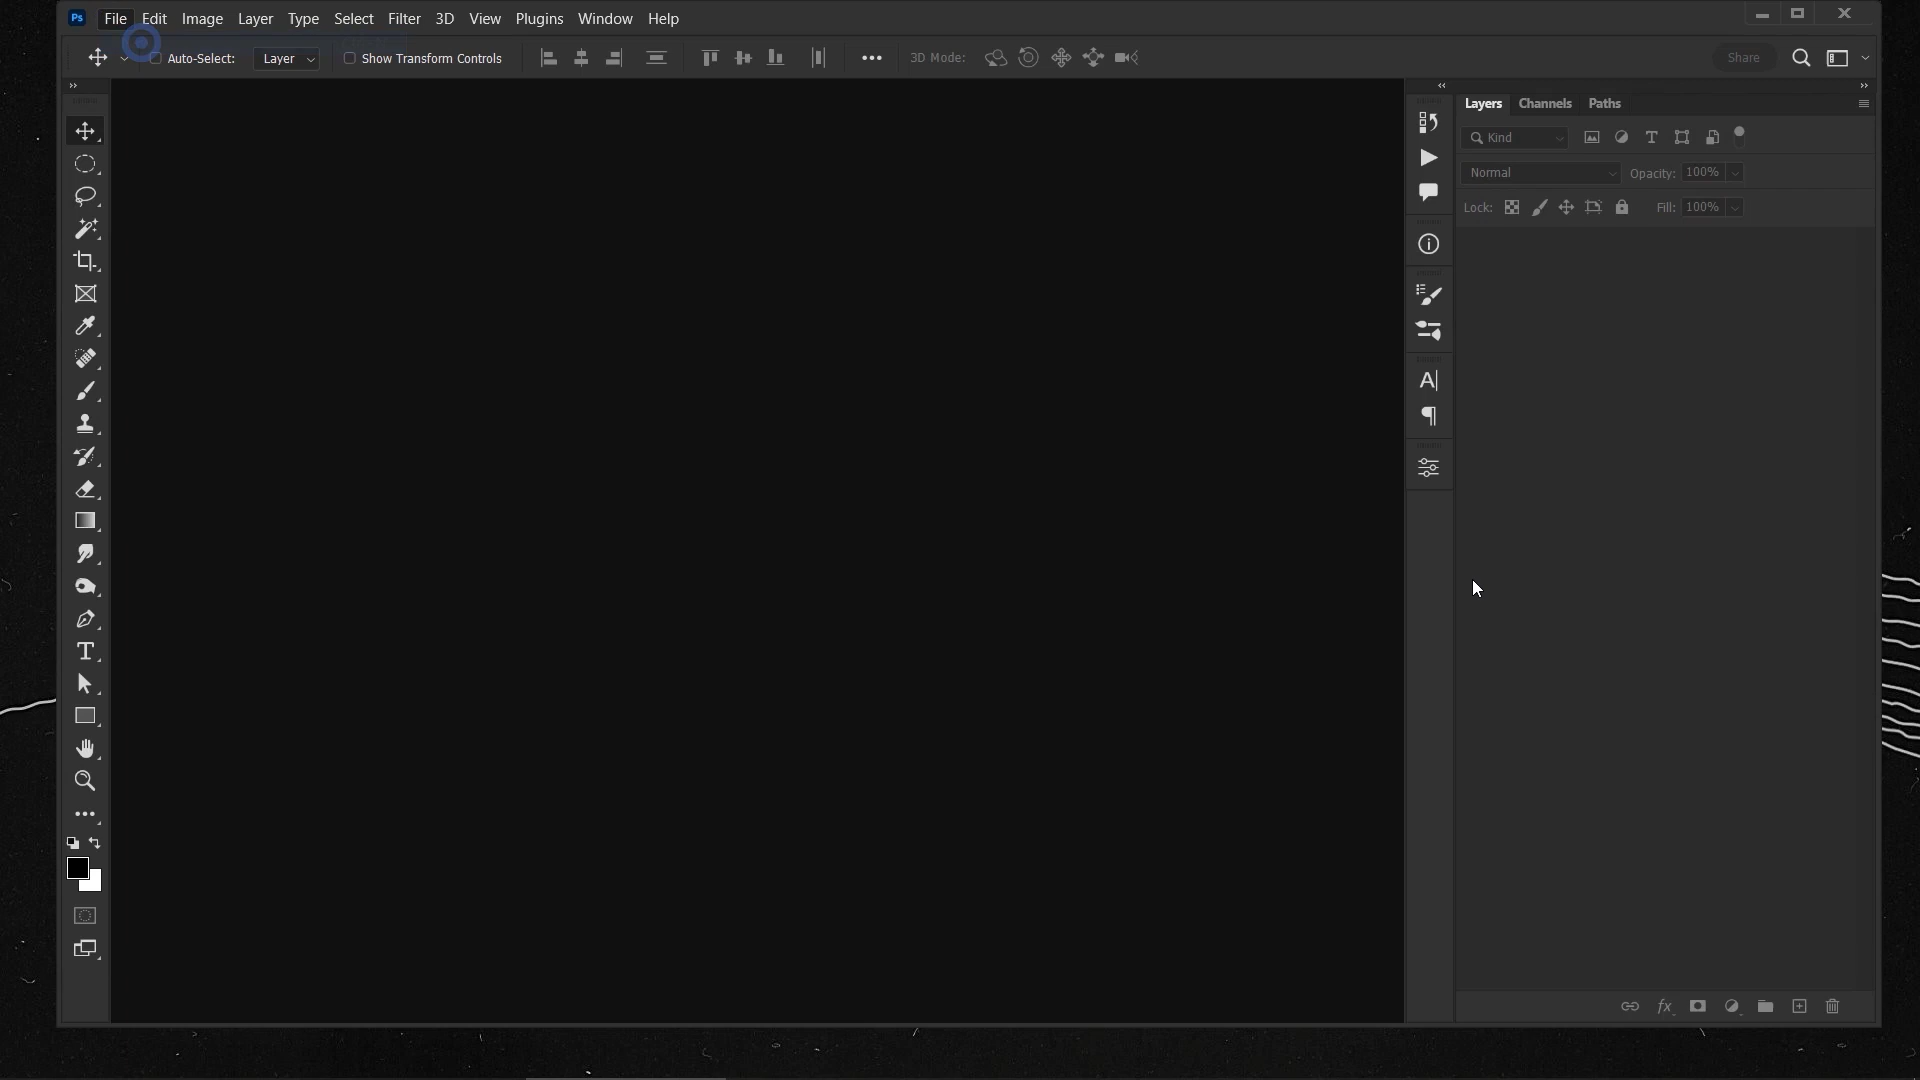 Ps File Edit Image Layer Type Select Filter 3D View Plugins Window Help
Auto-Select: Layer Show Transform Controls 3D Mode: Share
Layers Channels Paths
Kind
Normal Opacity: 100%
Lock: Fill: 100%